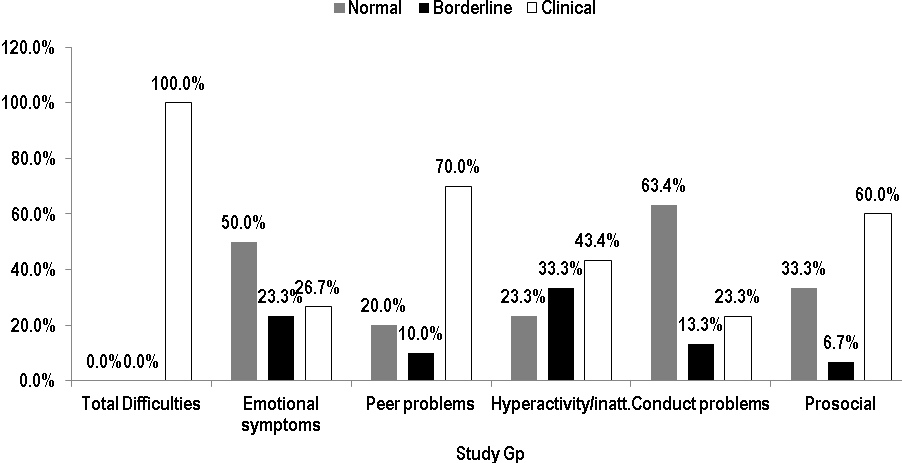 Normal Borderline Clinical
120.0%
100.0%
80.0%
60.0%
40.0%
20.0%
0.0%
0.0% 0.0% 100.0%
50.0% 23.3% 26.7%
20.0% 10.0% 70.0%
23.3% 33.3% 43.4%
63.4% 13.3% 23.3%
33.3% 6.7% 60.0%
Total Difficulties
Emotional
symptoms
Peer problems
Hyperactivity/inatt.
Conduct problems
Prosocial
Study Gp